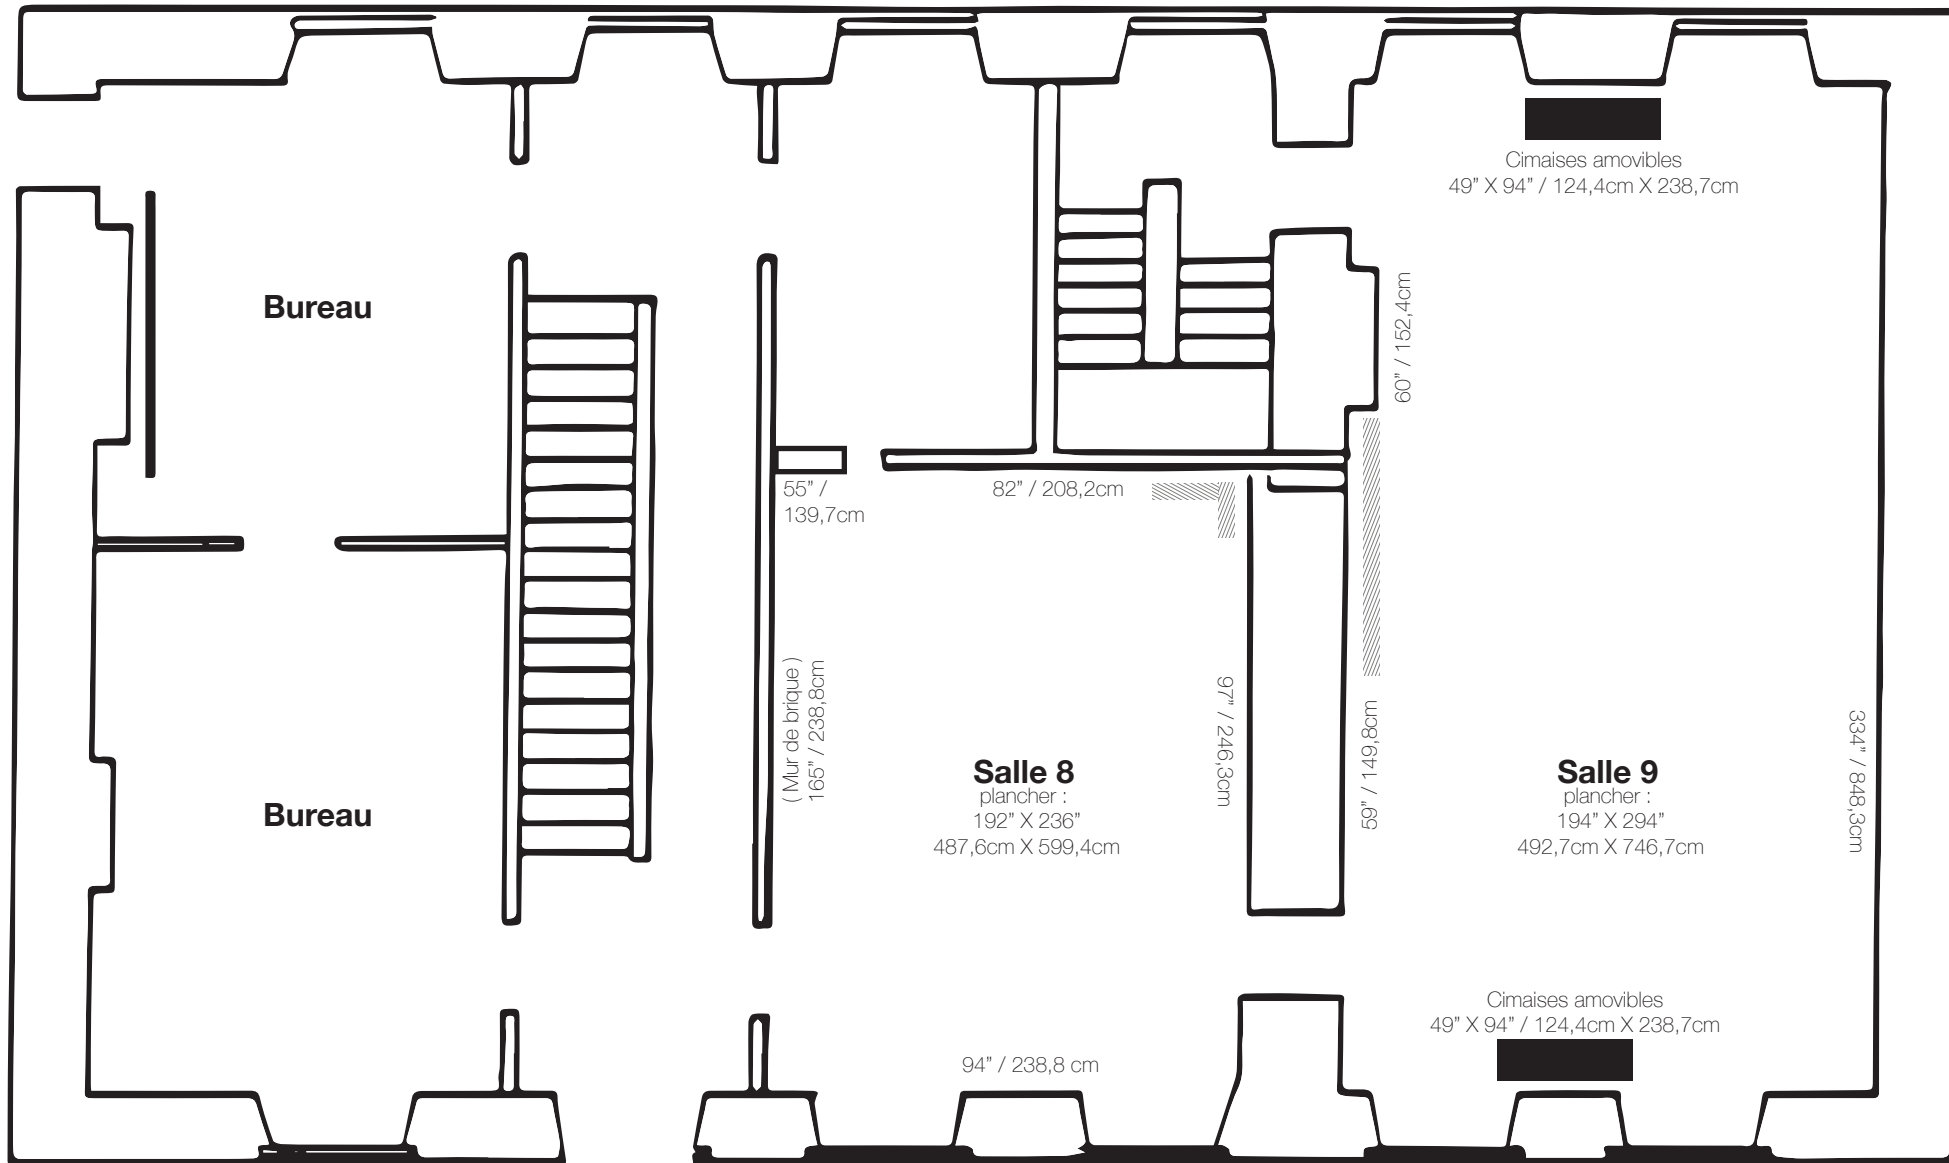 Cimaises amovibles
49” X 94” / 124,4cm X 238,7cm
Bureau
60” / 152,4cm
55” /
139,7cm
82” / 208,2cm
( Mur de brique )
165” / 238,8cm
97” / 246,3cm
59” / 149,8cm
334” / 848,3cm
Salle 8
plancher :
192” X 236”
487,6cm X 599,4cm
Salle 9
plancher :
194” X 294”
492,7cm X 746,7cm
Bureau
Cimaises amovibles
49” X 94” / 124,4cm X 238,7cm
94” / 238,8 cm